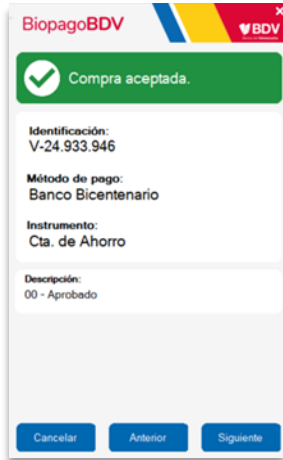 BiopagoBDV
BDV
Compra aceptada.
Identificación:
V-24.933.946
Método de pago:
Banco Bicentenario
Instrumento:
Cta. de Ahorro
Descripción:
00 - Aprobado
Cancelar
Anterior
Siguiente